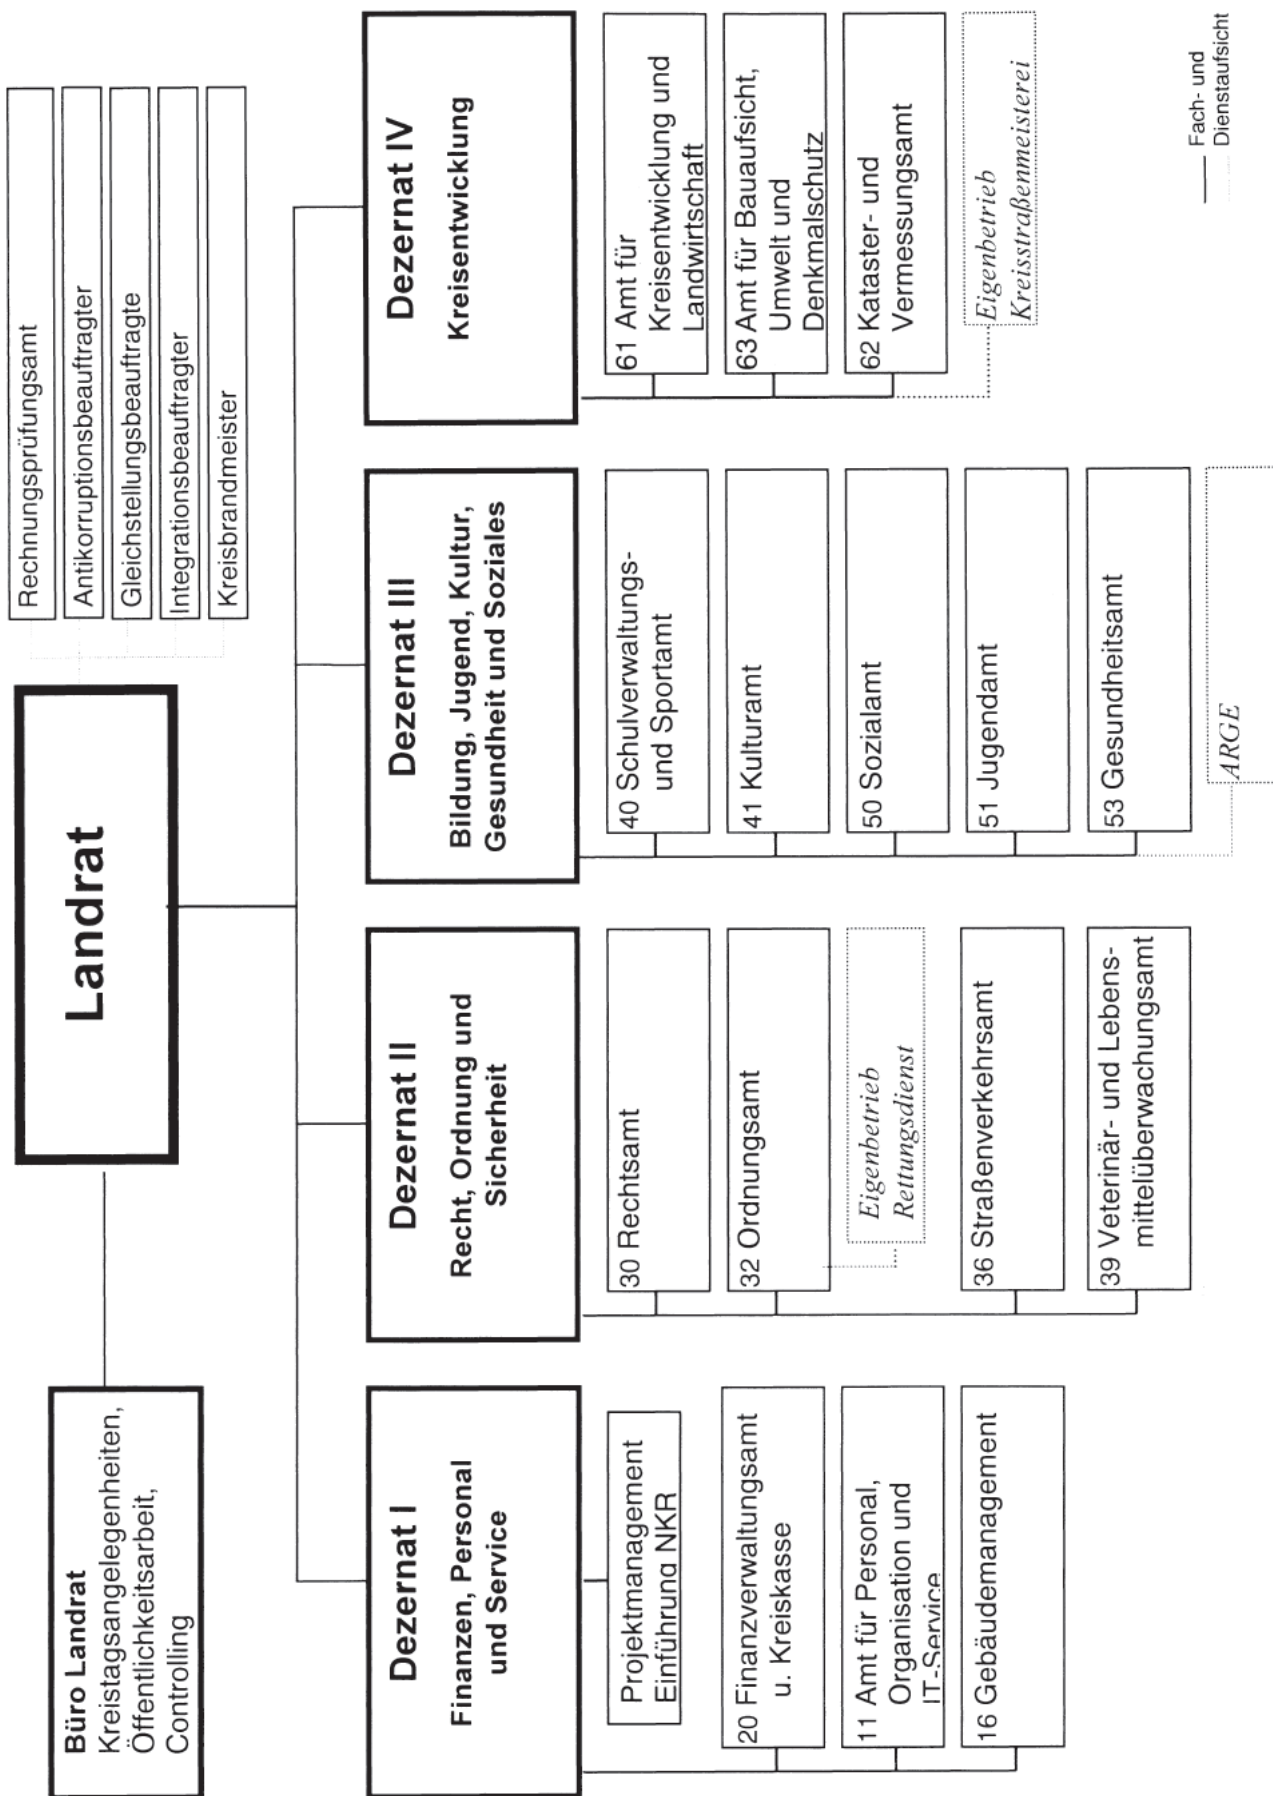 Büro Landrat
Kreistagsangelegenheiten,
Öffentlichkeitsarbeit,
Controlling
Landrat
Rechnungsprüfungsamt
Antikorruptionsbeauftragter
Gleichstellungsbeauftragte
Integrationsbeauftragter
Kreisbrandmeister
Dezernat I
Finanzen, Personal
und Service
Projektmanagement
Einführung NKR
20 Finanzverwaltungsamt
u. Kreiskasse
11 Amt für Personal,
Organisation und
IT-Service
16 Gebäudemanagement
Dezernat II
Recht, Ordnung und
Sicherheit
30 Rechtsamt
32 Ordnungsamt
Eigenbetrieb
Rettungsdienst
36 Straßenverkehrsamt
39 Veterinär- und Lebens-
mittelüberwachungsamt
Dezernat III
Bildung, Jugend, Kultur,
Gesundheit und Soziales
40 Schulverwaltungs-
und Sportamt
41 Kulturamt
50 Sozialamt
51 Jugendamt
53 Gesundheitsamt
ARGE
Dezernat IV
Kreisentwicklung
61 Amt für
Kreisentwicklung und
Landwirtschaft
63 Amt für Bauaufsicht,
Umwelt und
Denkmalschutz
62 Kataster- und
Vermessungsamt
Eigenbetrieb
Kreisstraßenmeisterei
Fach- und
Dienstaufsicht